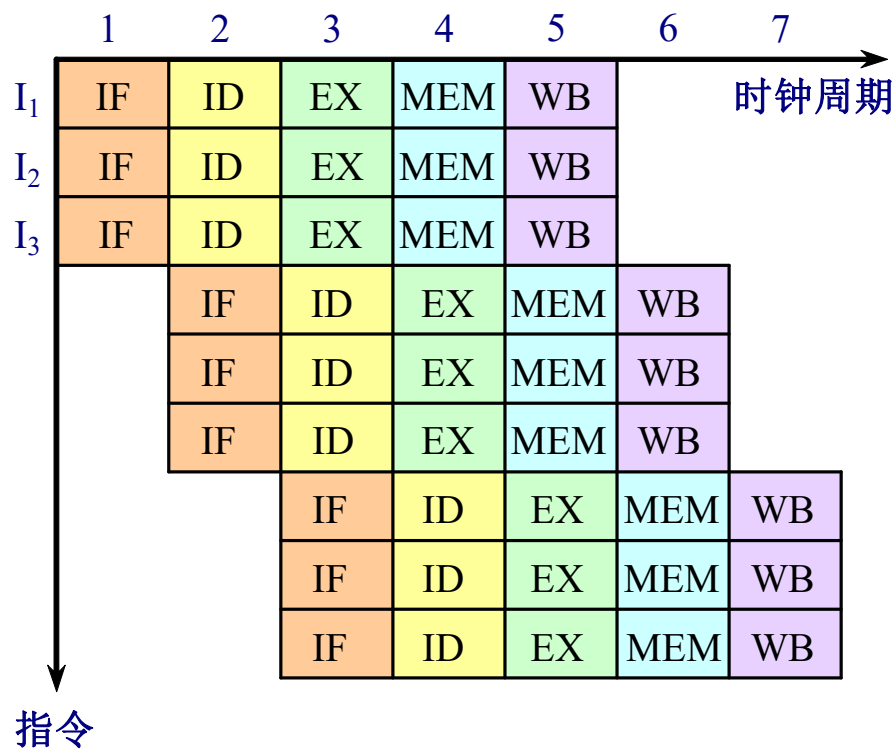 1 2 3 4 5 6 7
时钟周期
I₁ IF ID EX MEM WB
I₂ IF ID EX MEM WB
I₃ IF ID EX MEM WB
IF ID EX MEM WB
IF ID EX MEM WB
IF ID EX MEM WB
IF ID EX MEM WB
IF ID EX MEM WB
IF ID EX MEM WB
指令